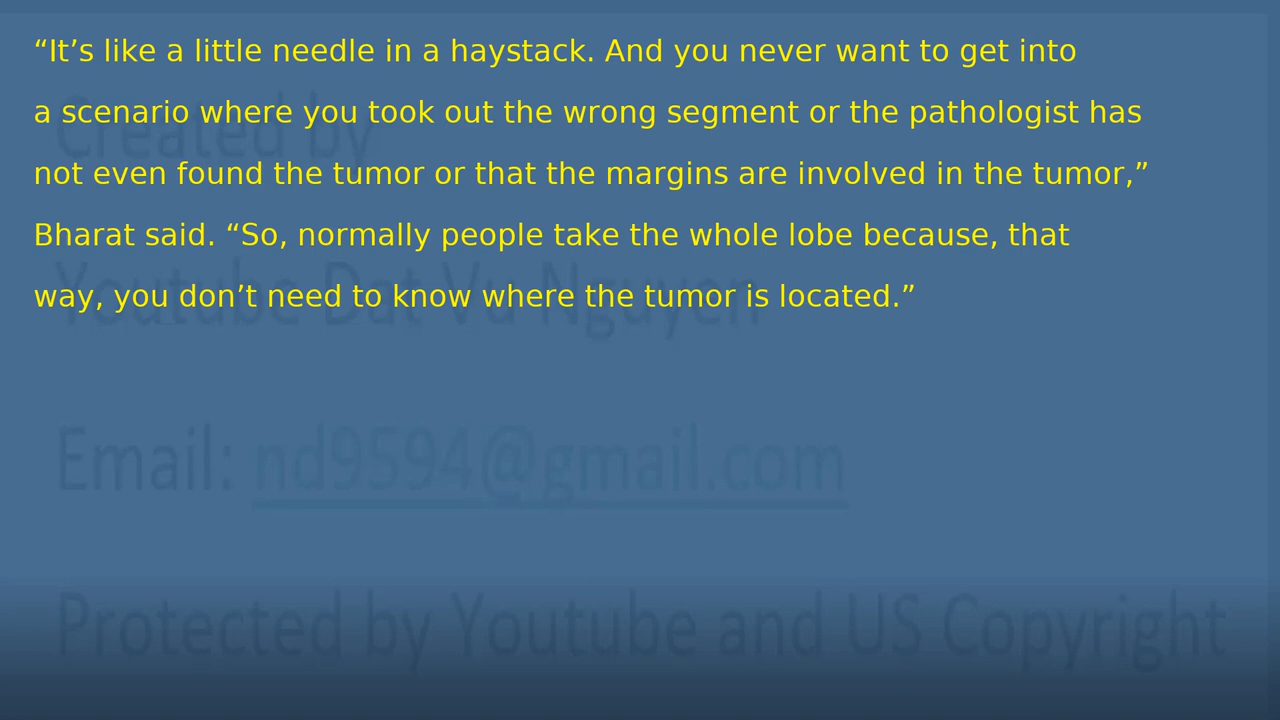 “It’s like a little needle in a haystack. And you never want to get into
a scenario where you took out the wrong segment or the pathologist has
not even found the tumor or that the margins are involved in the tumor,”
Bharat said. “So, normally people take the whole lobe because, that
way, you don’t need to know where the tumor is located.”
Created by
Youtube Dat Vu Nguyen
Email: nd9594@gmail.com
Protected by Youtube and US Copyright